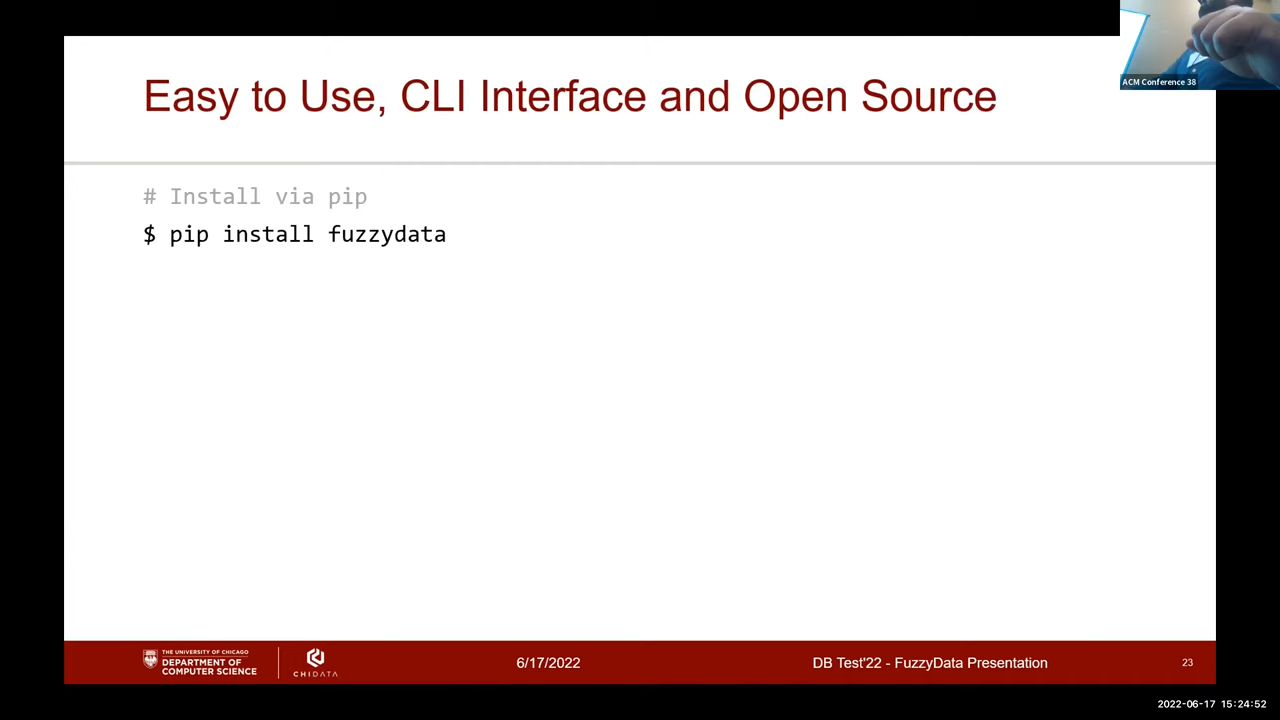 ACM Conference 38
Easy to Use, CLI Interface and Open Source
# Install via pip
$ pip install fuzzydata
THE UNIVERSITY OF CHICAGO
DEPARTMENT OF
COMPUTER SCIENCE
CHIDATA
6/17/2022
DB Test'22 - FuzzyData Presentation
23
2022-06-17 15:24:52